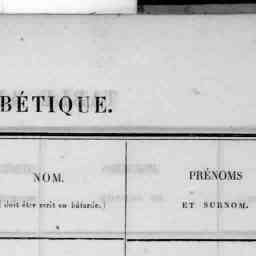 BÉTIQUE.
NOM.
( doit être écrit en bâtarde. )
PRÉNOMS
ET SURNOM.